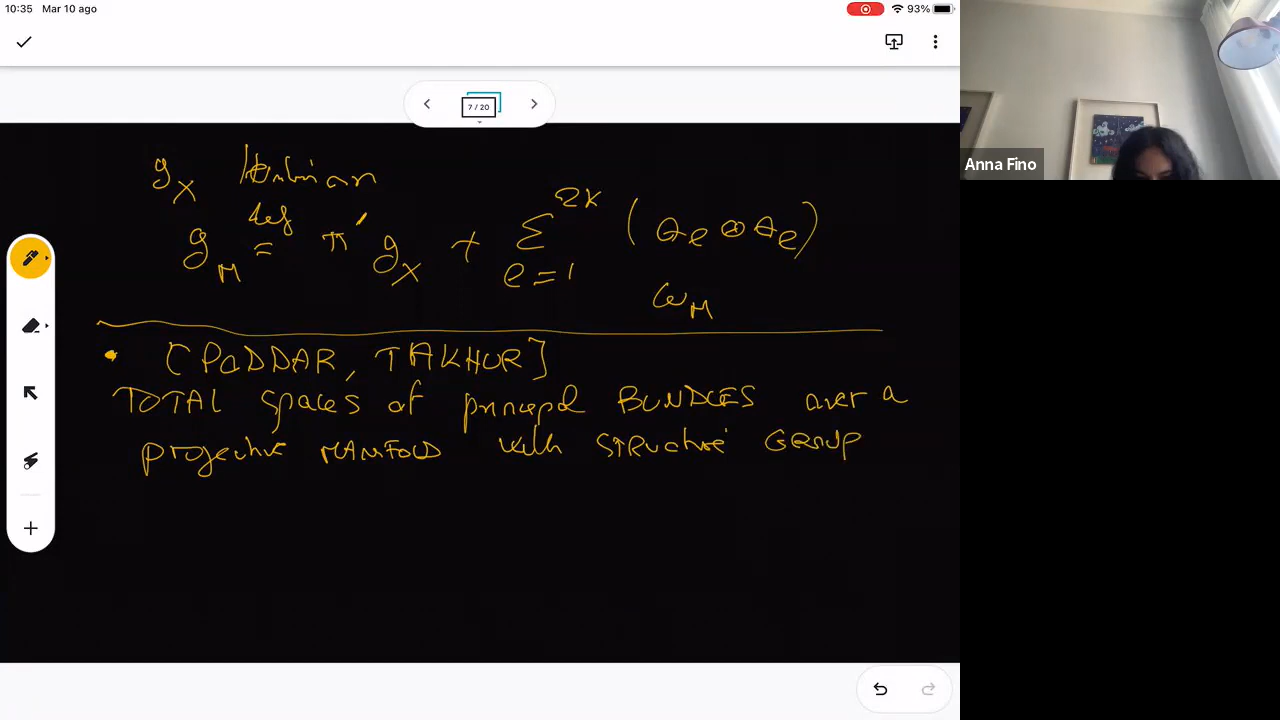 10:35 Mar 10 ago 93%
7 / 20
Anna Fino
g_X Hermitian
g_M def = π* g_X + Σ_{e=1}^{2k} (θ_e ⊗ θ_e)
ω_M
• [PODDAR, TAKHUR]
TOTAL spaces of principal BUNDLES over a
projective MANIFOLD with STRUCTURE GROUP